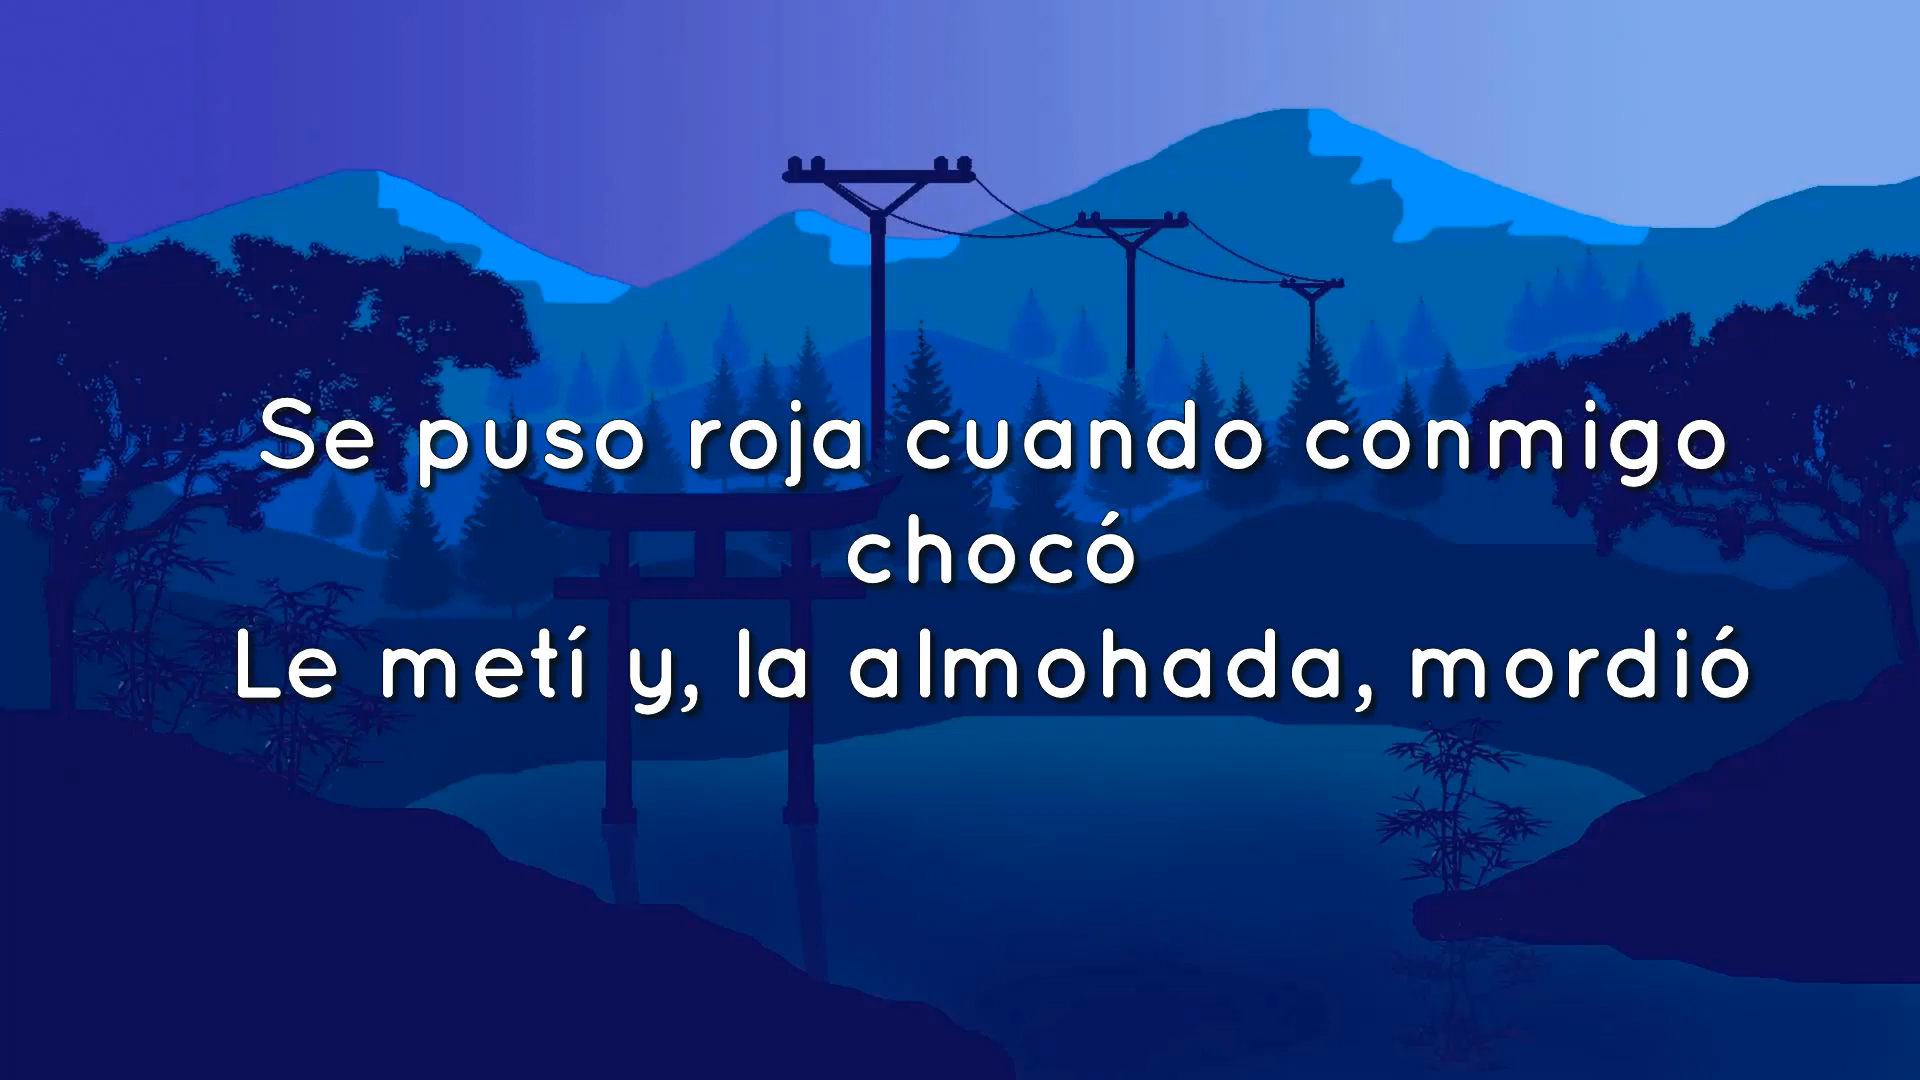 Se puso roja cuando conmigo
chocó
Le metí y, la almohada, mordió